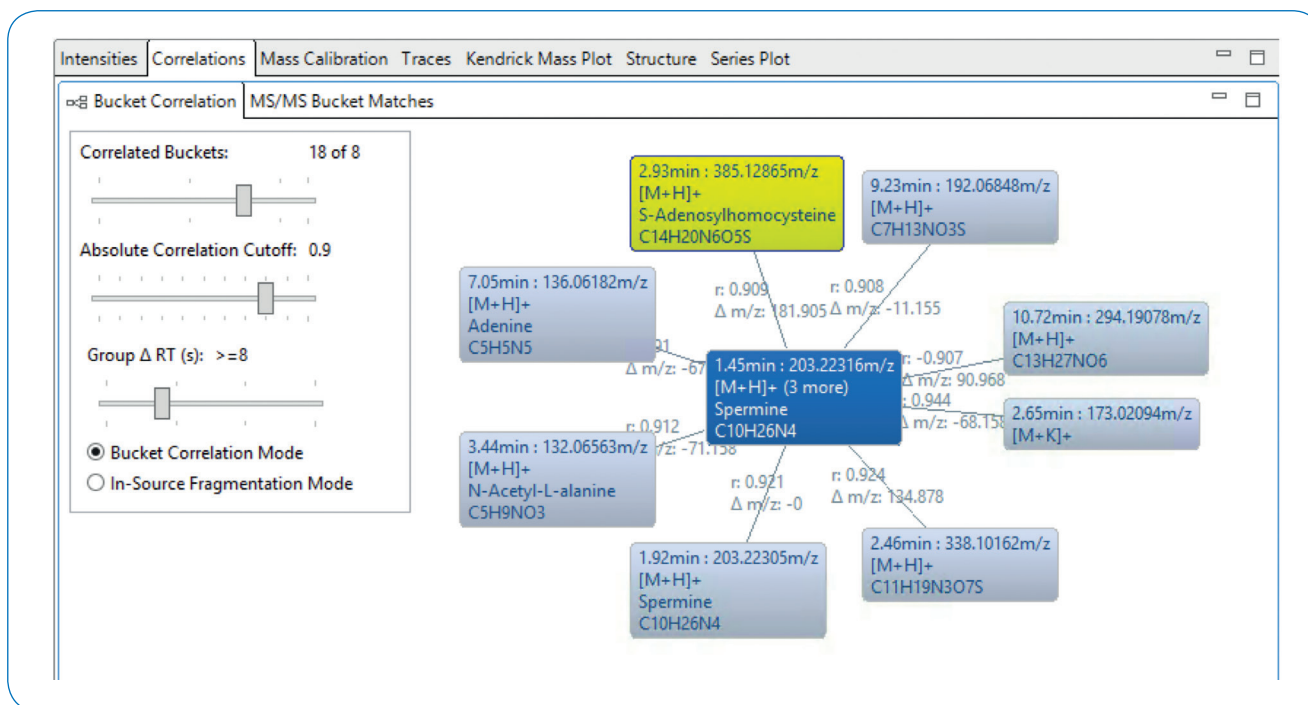 Intensities Correlations Mass Calibration Traces Kendrick Mass Plot Structure Series Plot
Bucket Correlation MS/MS Bucket Matches
Correlated Buckets: 18 of 8
Absolute Correlation Cutoff: 0.9
Group Δ RT (s): >=8
Bucket Correlation Mode
In-Source Fragmentation Mode
2.93min : 385.12865m/z
[M+H]+
S-Adenosylhomocysteine
C14H20N6O5S
9.23min : 192.06848m/z
[M+H]+
C7H13NO3S
r: 0.909
Δ m/z: 181.905
r: 0.908
Δ m/z: -11.155
7.05min : 136.06182m/z
[M+H]+
Adenine
C5H5N5
91
Δ m/z: -67
10.72min : 294.19078m/z
[M+H]+
C13H27NO6
1.45min : 203.22316m/z
[M+H]+ (3 more)
Spermine
C10H26N4
r: -0.907
Δ m/z: 90.968
: 0.944
Δ m/z: -68.158
2.65min : 173.02094m/z
[M+K]+
r: 0.912
m/z: -71.158
3.44min : 132.06563m/z
[M+H]+
N-Acetyl-L-alanine
C5H9NO3
r: 0.921
Δ m/z: -0
r: 0.924
Δ m/z: 134.878
1.92min : 203.22305m/z
[M+H]+
Spermine
C10H26N4
2.46min : 338.10162m/z
[M+H]+
C11H19N3O7S